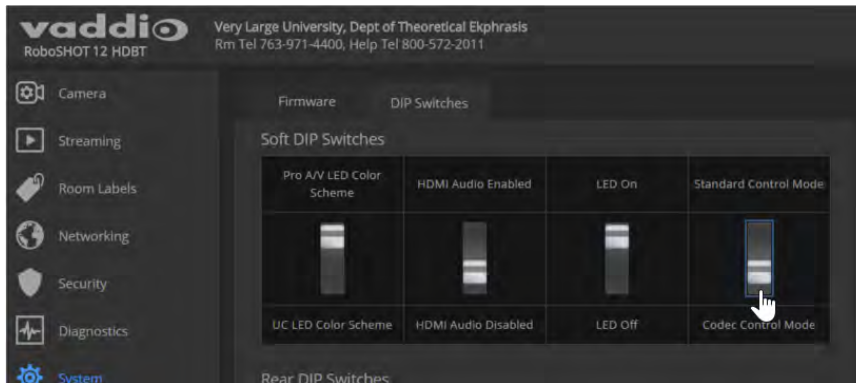 vaddio
RoboSHOT 12 HDBT
Very Large University, Dept of Theoretical Ekphrasis
Rm Tel 763-971-4400, Help Tel 800-572-2011
Camera
Streaming
Room Labels
Networking
Security
Diagnostics
System
Firmware
DIP Switches
Soft DIP Switches
Pro A/V LED Color
Scheme
HDMI Audio Enabled
LED On
Standard Control Mode
UC LED Color Scheme
HDMI Audio Disabled
LED Off
Codec Control Mode
Rear DIP Switches